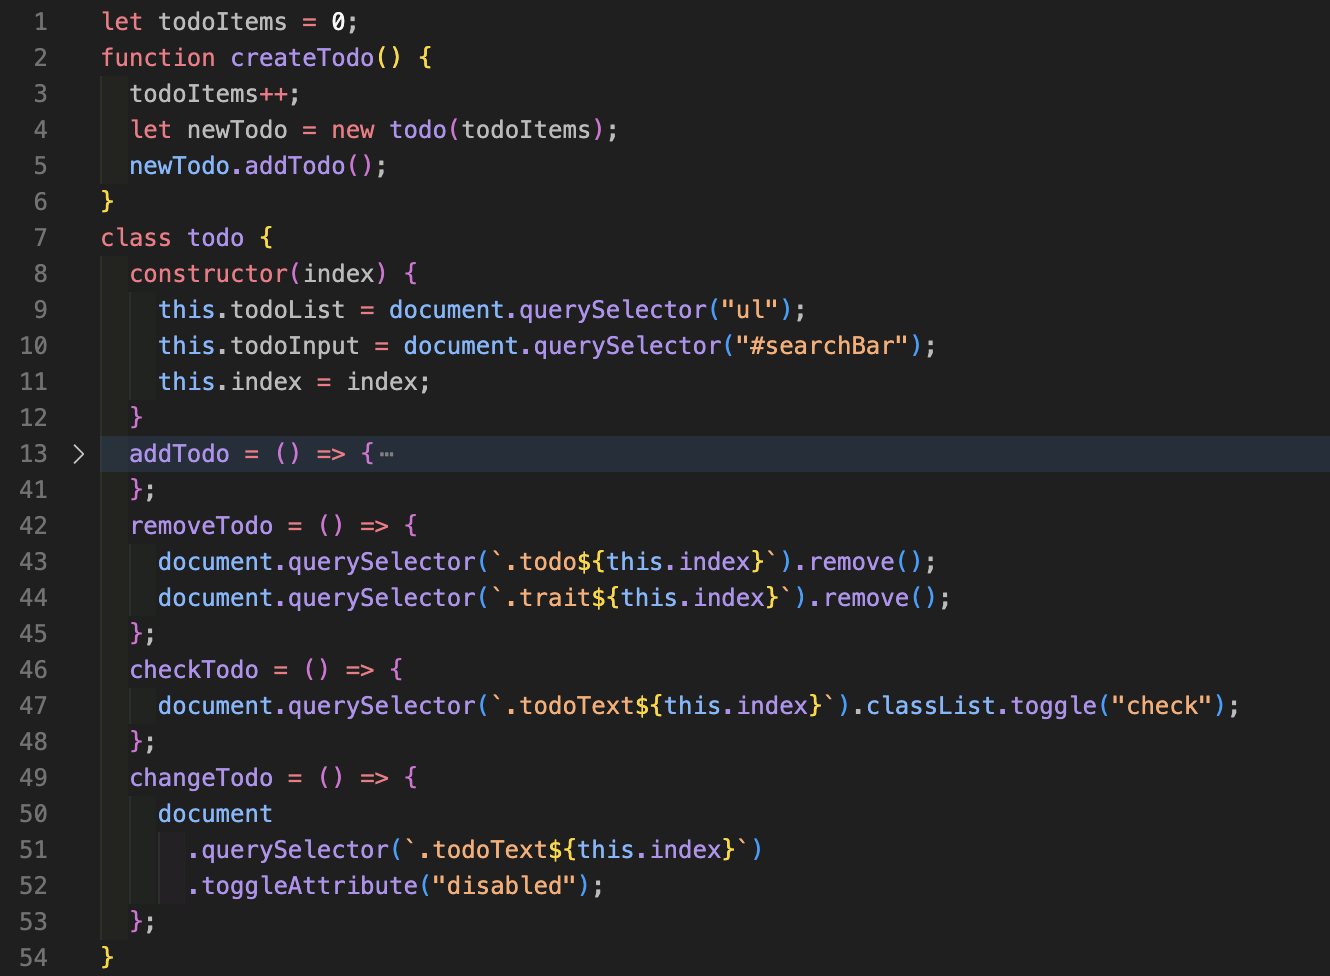 1 let todoItems = 0;
2 function createTodo() {
3   todoItems++;
4   let newTodo = new todo(todoItems);
5   newTodo.addTodo();
6 }
7 class todo {
8   constructor(index) {
9     this.todoList = document.querySelector("ul");
10     this.todoInput = document.querySelector("#searchBar");
11     this.index = index;
12   }
13   addTodo = () => {⋯
41   };
42   removeTodo = () => {
43     document.querySelector(`.todo${this.index}`).remove();
44     document.querySelector(`.trait${this.index}`).remove();
45   };
46   checkTodo = () => {
47     document.querySelector(`.todoText${this.index}`).classList.toggle("check");
48   };
49   changeTodo = () => {
50     document
51       .querySelector(`.todoText${this.index}`)
52       .toggleAttribute("disabled");
53   };
54 }